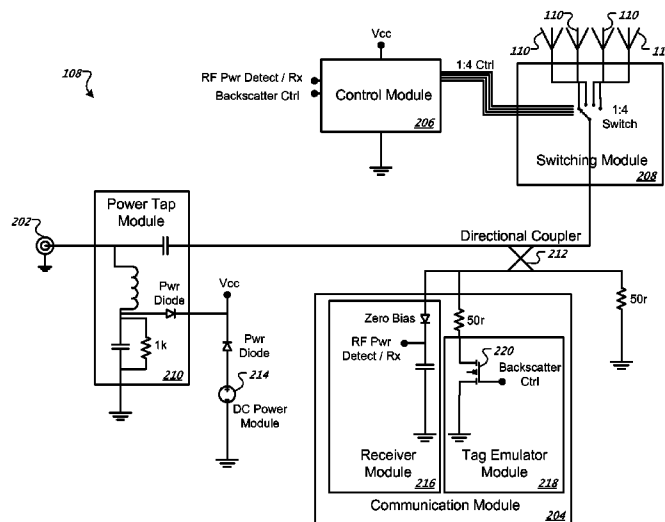 110
110
110
11
108
Vcc
1:4 Ctrl
RF Pwr Detect / Rx
Backscatter Ctrl
Control Module
206
1:4
Switch
Switching Module
208
Power Tap
Module
202
Directional Coupler
212
Pwr
Diode
Vcc
1k
210
Pwr
Diode
214
DC Power
Module
Zero Bias
50r
50r
RF Pwr
Detect / Rx
220
Backscatter
Ctrl
Receiver
Module
216
Tag Emulator
Module
218
Communication Module
204